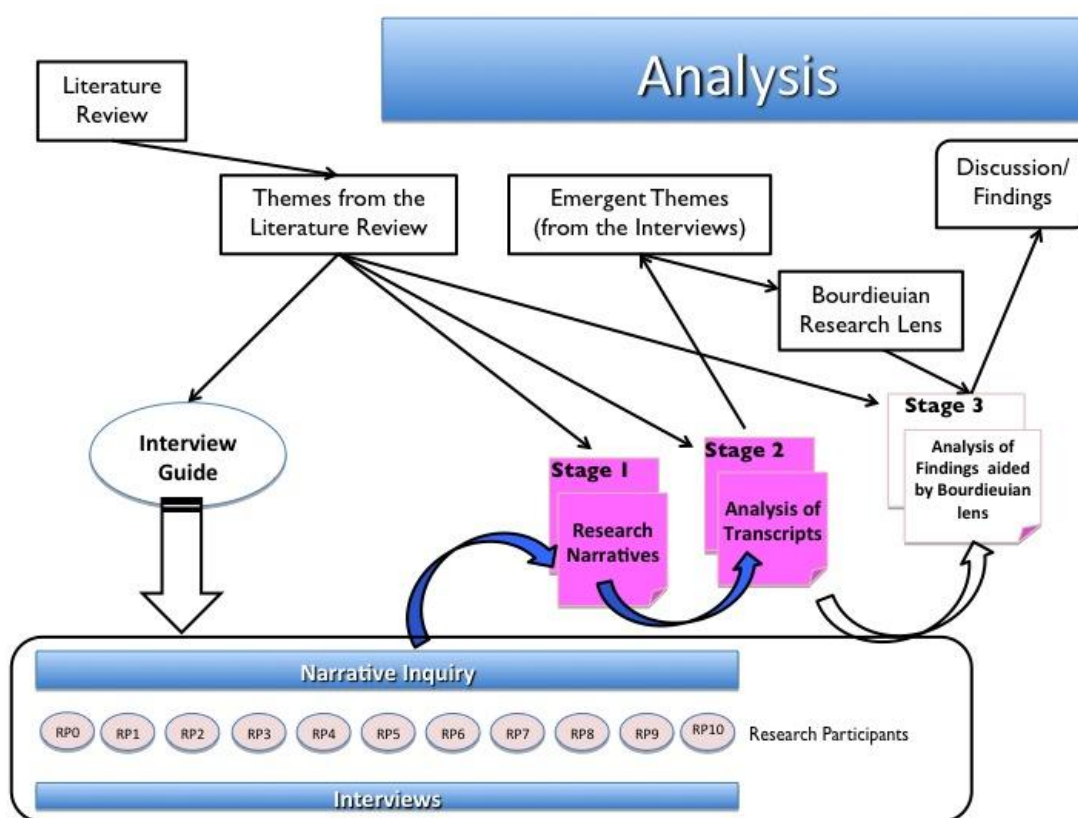 Analysis
Literature
Review
Themes from the
Literature Review
Emergent Themes
(from the Interviews)
Discussion/
Findings
Bourdieuian
Research Lens
Interview
Guide
Stage 1
Research
Narratives
Stage 2
Analysis of
Transcripts
Stage 3
Analysis of
Findings aided
by Bourdieuian
lens
Narrative Inquiry
RP0 RP1 RP2 RP3 RP4 RP5 RP6 RP7 RP8 RP9 RP10 Research Participants
Interviews